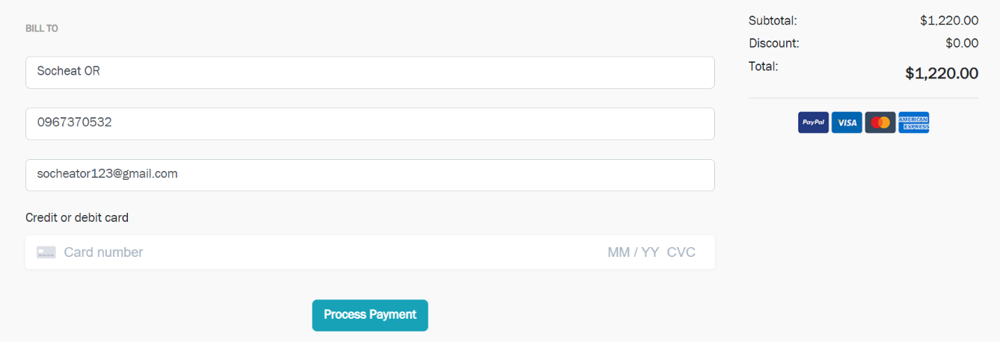 BILL TO
Socheat OR
0967370532
socheator123@gmail.com
Credit or debit card
Card number MM / YY CVC
Process Payment
Subtotal: $1,220.00
Discount: $0.00
Total: $1,220.00
PayPal VISA AMERICAN EXPRESS